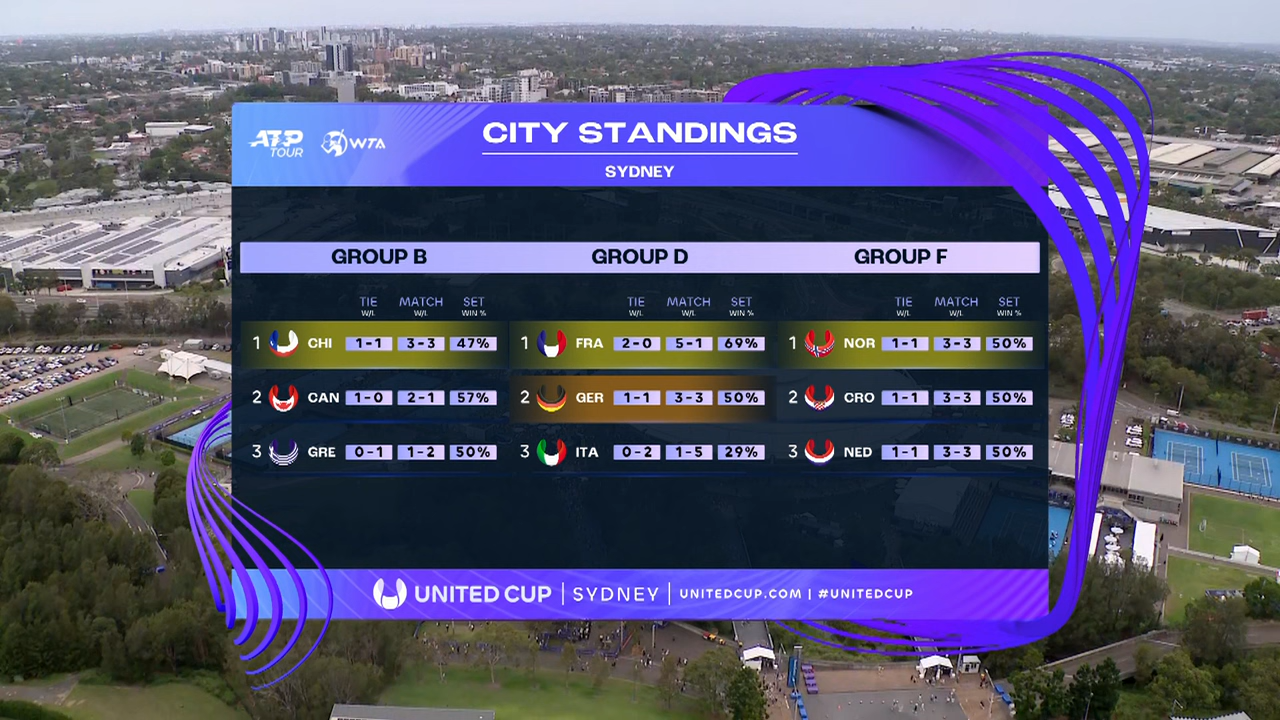 ATP TOUR WTA
CITY STANDINGS
SYDNEY
GROUP B GROUP D GROUP F
TIE W/L MATCH W/L SET WIN % TIE W/L MATCH W/L SET WIN % TIE W/L MATCH W/L SET WIN %
1 CHI 1-1 3-3 47% 1 FRA 2-0 5-1 69% 1 NOR 1-1 3-3 50%
2 CAN 1-0 2-1 57% 2 GER 1-1 3-3 50% 2 CRO 1-1 3-3 50%
3 GRE 0-1 1-2 50% 3 ITA 0-2 1-5 29% 3 NED 1-1 3-3 50%
UNITED CUP | SYDNEY | UNITEDCUP.COM | #UNITEDCUP